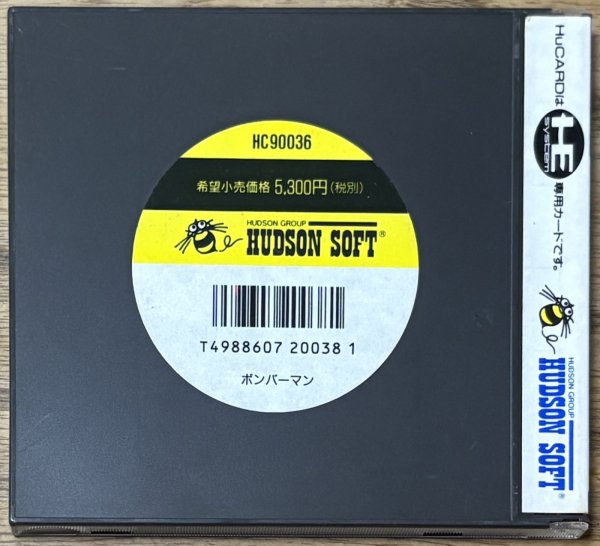 HC90036
希望小売価格 5,300円(税別)
HUDSON GROUP
HUDSON SOFT®
T4988607 20038 1
ボンバーマン
HuCARDは HE system 専用カードです。
HUDSON GROUP
HUDSON SOFT®